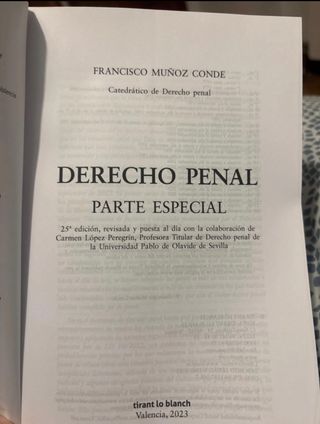 FRANCISCO MUÑOZ CONDE
Catedrático de Derecho penal
DERECHO PENAL
PARTE ESPECIAL
25ª edición, revisada y puesta al día con la colaboración de
Carmen López Peregrín, Profesora Titular de Derecho penal de
la Universidad Pablo de Olavide de Sevilla
tirant lo blanch
Valencia, 2023